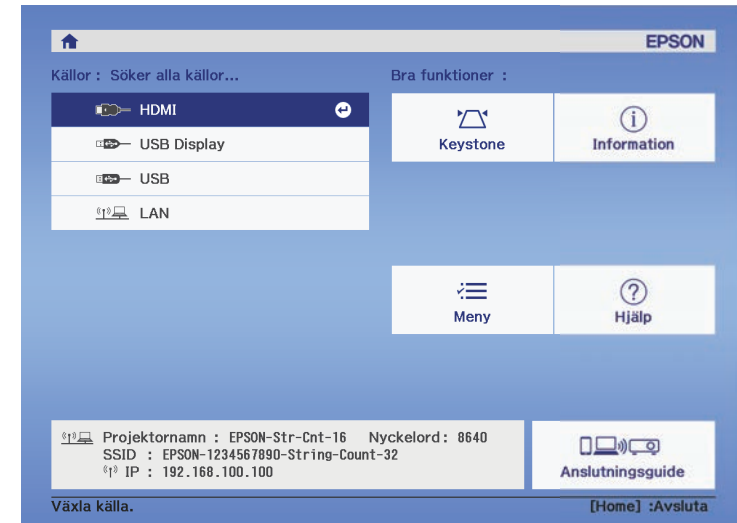 EPSON
Källor : Söker alla källor...
HDMI
USB Display
USB
LAN
Bra funktioner :
Keystone
Information
Meny
Hjälp
Projektornamn : EPSON-Str-Cnt-16 Nyckelord : 8640
SSID : EPSON-1234567890-String-Count-32
IP : 192.168.100.100
Anslutningsguide
Växla källa.
[Home] :Avsluta